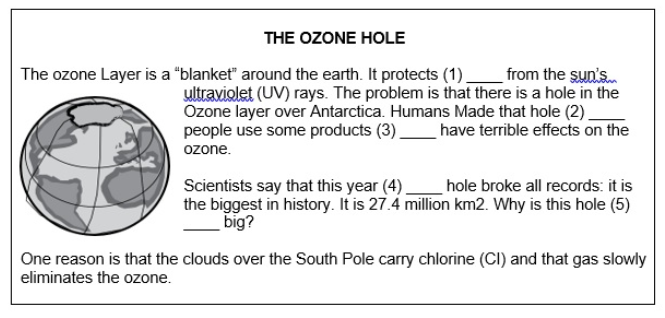 THE OZONE HOLE
The ozone Layer is a “blanket” around the earth. It protects (1) ____ from the sun's
ultraviolet (UV) rays. The problem is that there is a hole in the
Ozone layer over Antarctica. Humans Made that hole (2) ____
people use some products (3) ____ have terrible effects on the
ozone.
Scientists say that this year (4) ____ hole broke all records: it is
the biggest in history. It is 27.4 million km2. Why is this hole (5)
____ big?
One reason is that the clouds over the South Pole carry chlorine (CI) and that gas slowly
eliminates the ozone.